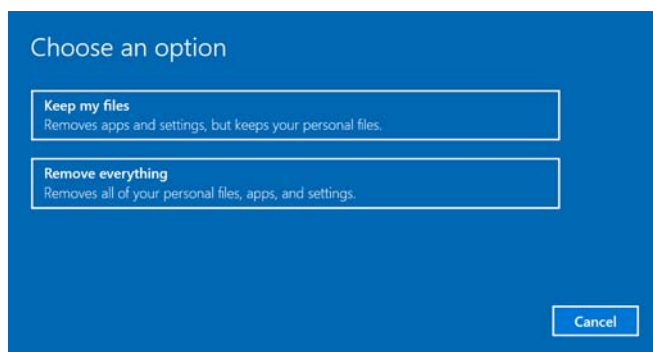 Choose an option
Keep my files
Removes apps and settings, but keeps your personal files.
Remove everything
Removes all of your personal files, apps, and settings.
Cancel